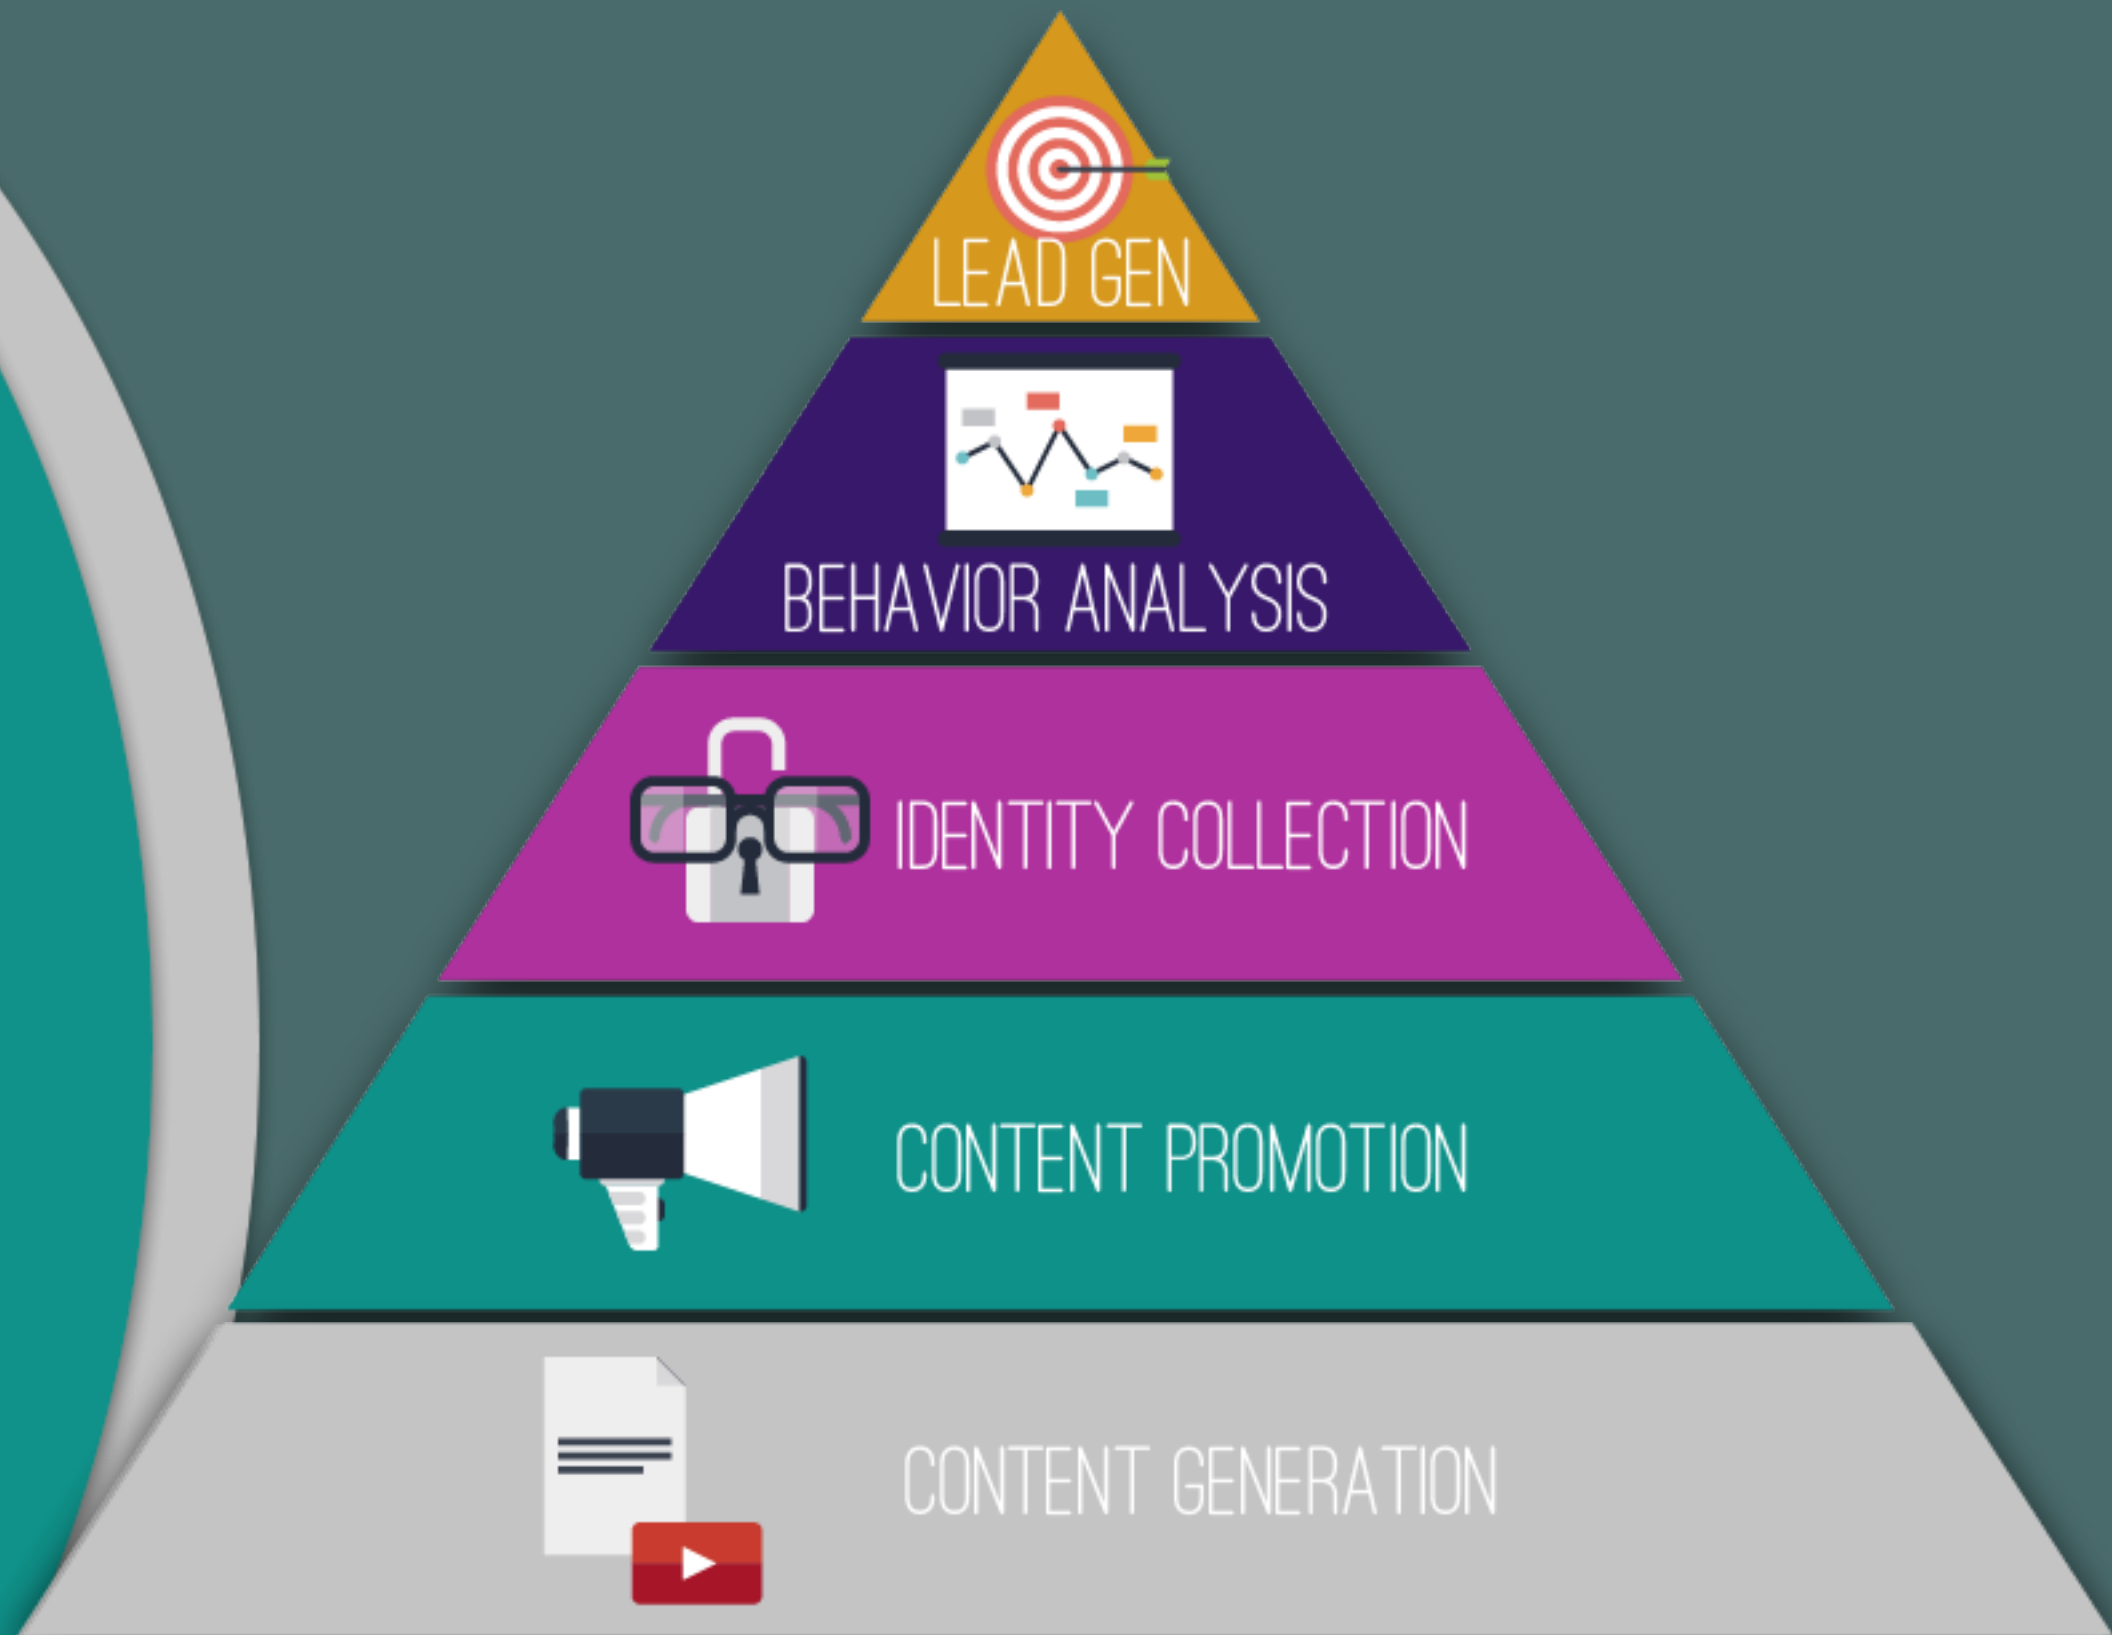 LEAD GEN
BEHAVIOR ANALYSIS
IDENTITY COLLECTION
CONTENT PROMOTION
CONTENT GENERATION